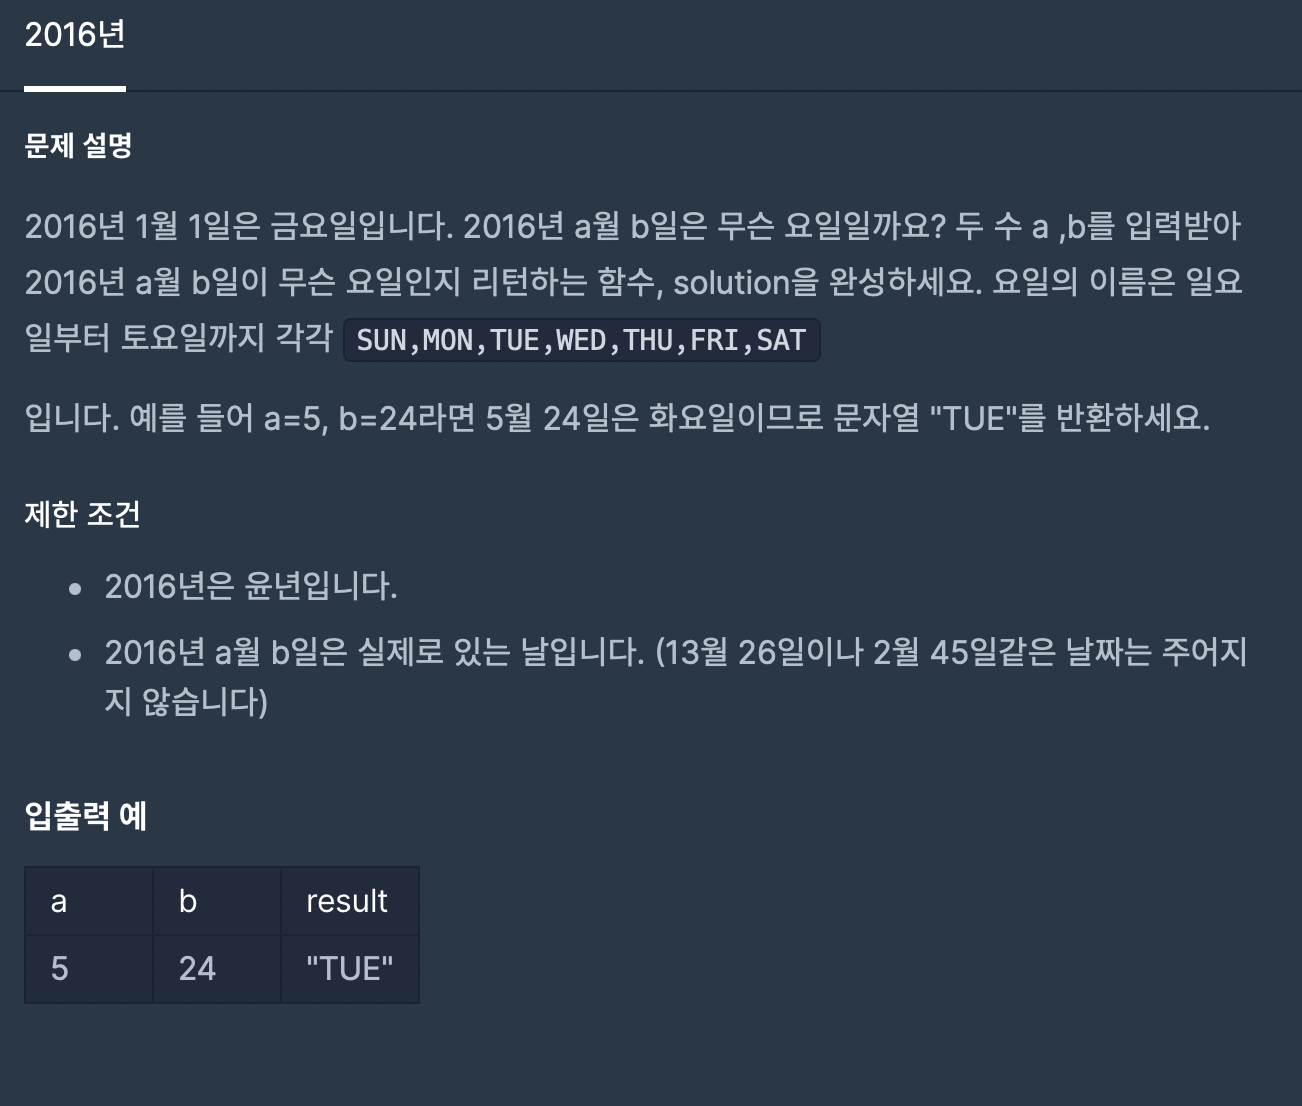 2016년
문제 설명
2016년 1월 1일은 금요일입니다. 2016년 a월 b일은 무슨 요일일까요? 두 수 a ,b를 입력받아
2016년 a월 b일이 무슨 요일인지 리턴하는 함수, solution을 완성하세요. 요일의 이름은 일요
일부터 토요일까지 각각 SUN,MON,TUE,WED,THU,FRI,SAT
입니다. 예를 들어 a=5, b=24라면 5월 24일은 화요일이므로 문자열 "TUE"를 반환하세요.
제한 조건
2016년은 윤년입니다.
2016년 a월 b일은 실제로 있는 날입니다. (13월 26일이나 2월 45일같은 날짜는 주어지
지 않습니다)
입출력 예
a b result
5 24 "TUE"